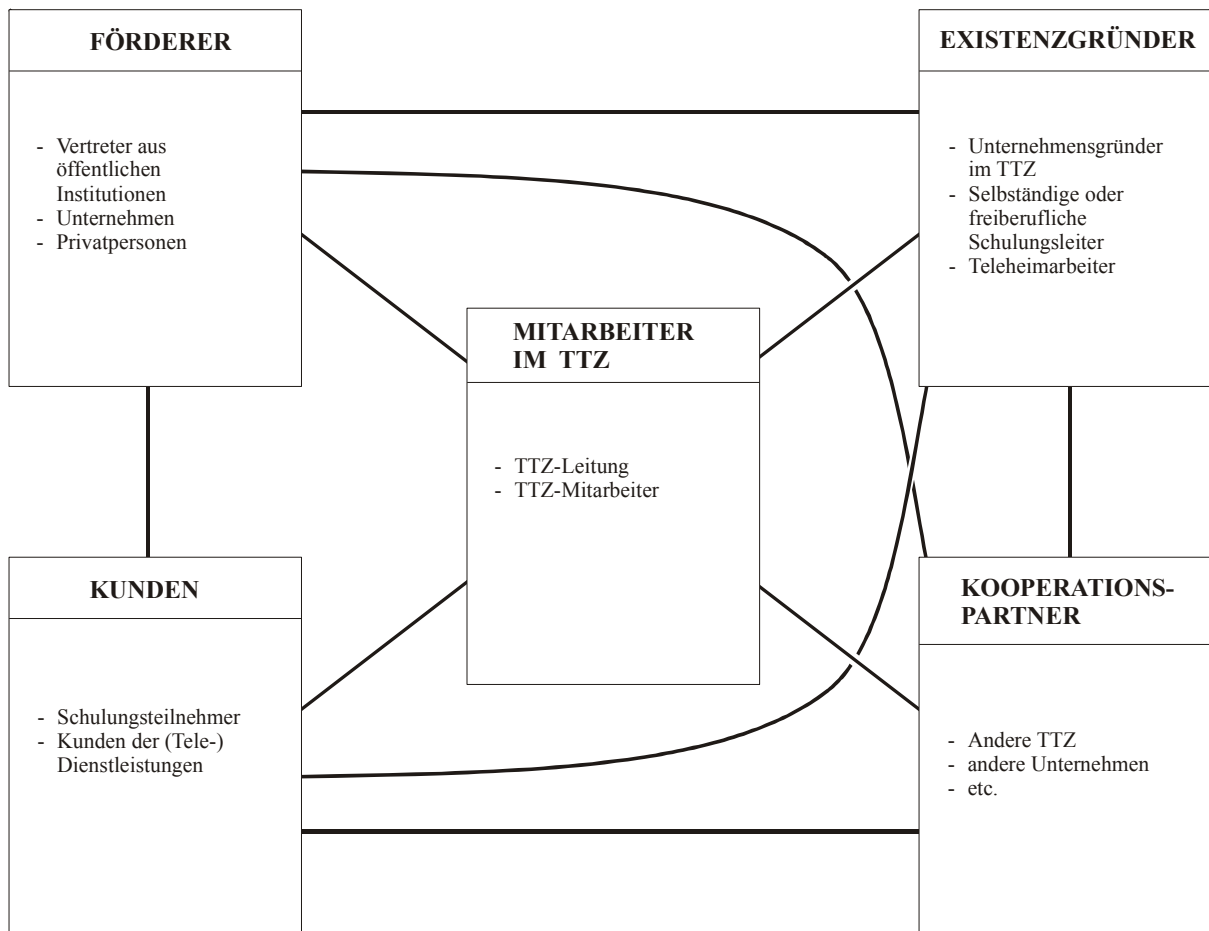 FÖRDERER
- Vertreter aus
öffentlichen
Institutionen
- Unternehmen
- Privatpersonen
EXISTENZGRÜNDER
- Unternehmensgründer
im TTZ
- Selbständige oder
freiberufliche
Schulungsleiter
- Teleheimarbeiter
MITARBEITER
IM TTZ
- TTZ-Leitung
- TTZ-Mitarbeiter
KUNDEN
- Schulungsteilnehmer
- Kunden der (Tele-)
Dienstleistungen
KOOPERATIONS-
PARTNER
- Andere TTZ
- andere Unternehmen
- etc.